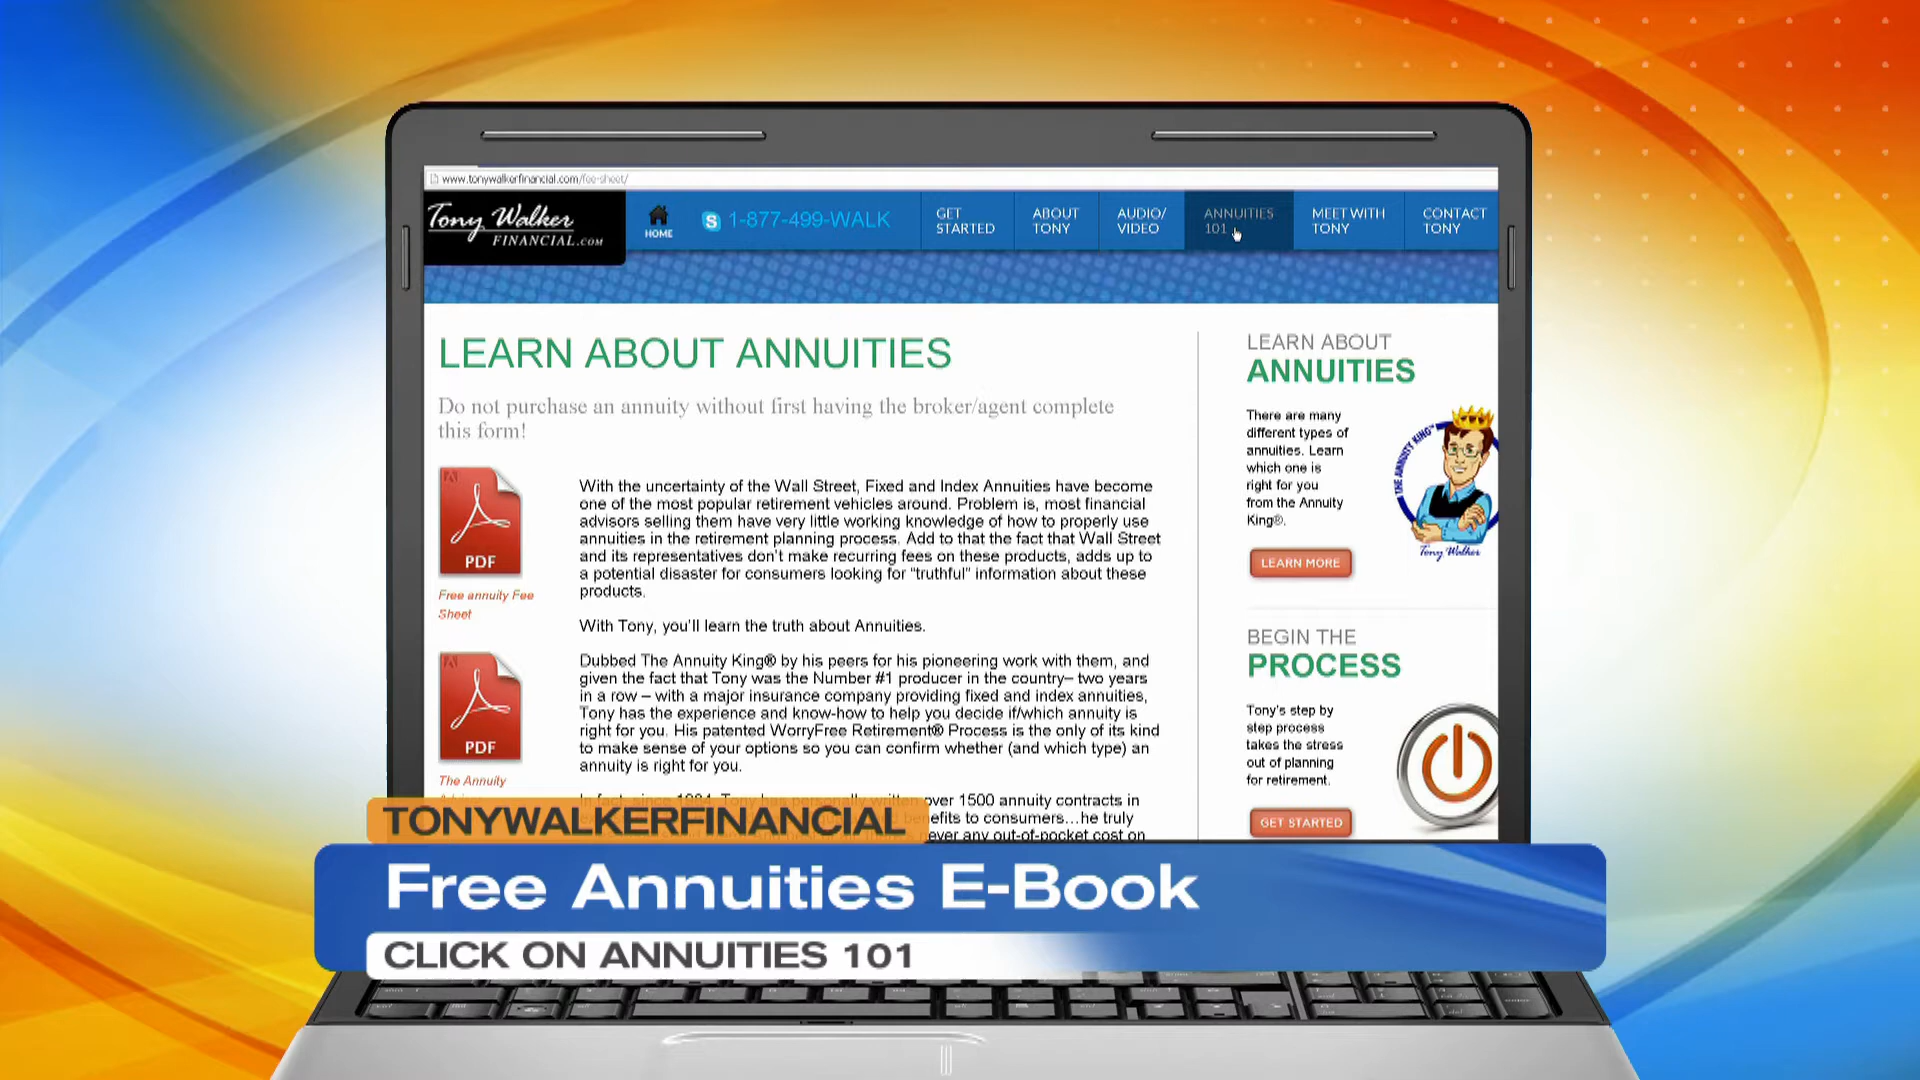 www.tonywalkerfinancial.com/fee-sheet/
Tony Walker
FINANCIAL.COM
HOME
1-877-499-WALK
GET
STARTED
ABOUT
TONY
AUDIO/
VIDEO
ANNUITIES
101
MEET WITH
TONY
CONTACT
TONY
LEARN ABOUT ANNUITIES
Do not purchase an annuity without first having the broker/agent complete
this form!
PDF
Free annuity Fee
Sheet
PDF
The Annuity
With the uncertainty of the Wall Street, Fixed and Index Annuities have become
one of the most popular retirement vehicles around. Problem is, most financial
advisors selling them have very little working knowledge of how to properly use
annuities in the retirement planning process. Add to that the fact that Wall Street
and its representatives don't make recurring fees on these products, adds up to
a potential disaster for consumers looking for “truthful” information about these
products.
With Tony, you'll learn the truth about Annuities.
Dubbed The Annuity King® by his peers for his pioneering work with them, and
given the fact that Tony was the Number #1 producer in the country– two years
in a row – with a major insurance company providing fixed and index annuities,
Tony has the experience and know-how to help you decide if/which annuity is
right for you. His patented WorryFree Retirement® Process is the only of its kind
to make sense of your options so you can confirm whether (and which type) an
annuity is right for you.
In fact, since 1984, Tony has personally written over 1500 annuity contracts in
benefits to consumers…he truly
never any out-of-pocket cost on
LEARN ABOUT
ANNUITIES
There are many
different types of
annuities. Learn
which one is
right for you
from the Annuity
King®.
THE ANNUITY KING™
Tony Walker
LEARN MORE
BEGIN THE
PROCESS
Tony's step by
step process
takes the stress
out of planning
for retirement.
GET STARTED
TONYWALKERFINANCIAL
Free Annuities E-Book
CLICK ON ANNUITIES 101